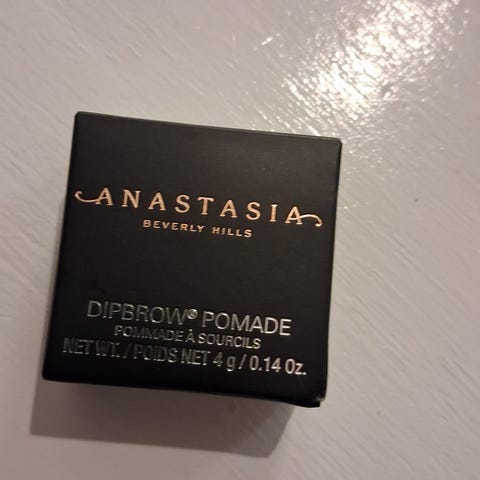 ANASTASIA
BEVERLY HILLS
DIPBROW® POMADE
POMMADE À SOURCILS
NET WT. / POIDS NET 4 g / 0.14 Oz.